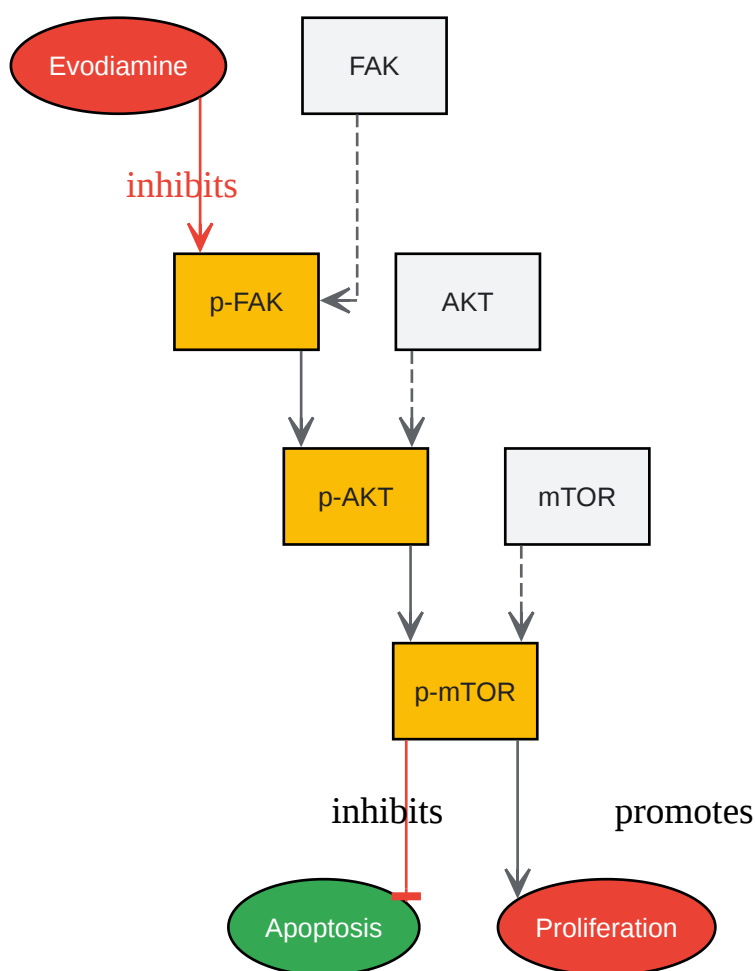 Evodiamine
FAK
inhibits
p-FAK
AKT
p-AKT
mTOR
p-mTOR
inhibits
promotes
Apoptosis
Proliferation